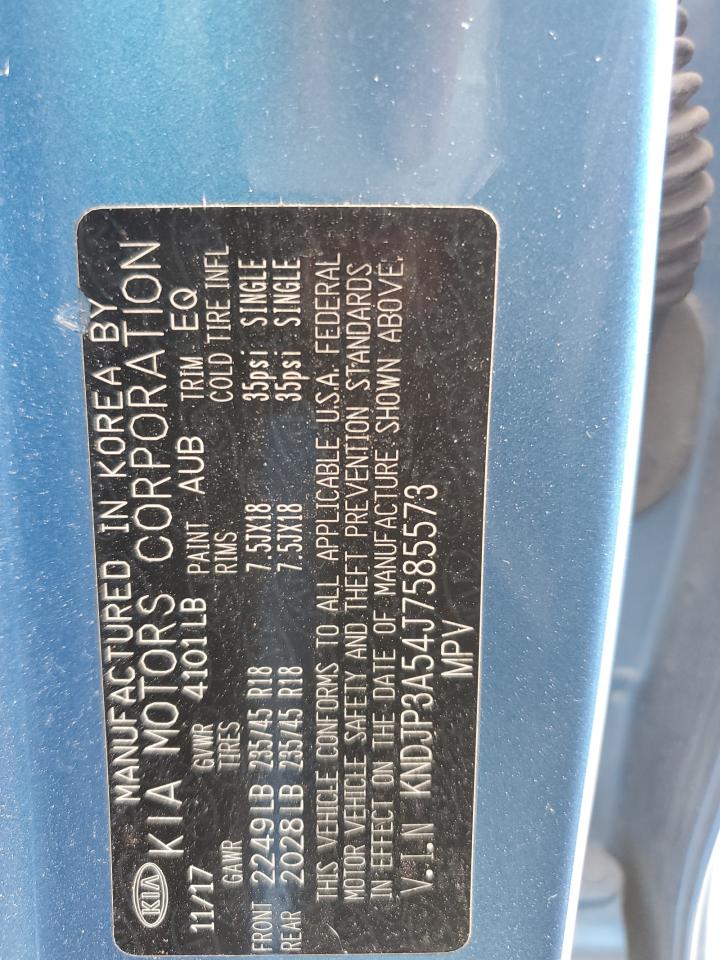 KIA
MANUFACTURED IN KOREA BY
KIA MOTORS CORPORATION
11/17 GVWR 4101LB PAINT AUB TRIM EQ
GAWR TIRES RIMS COLD TIRE INFL
FRONT 2249LB 235/45 R18 7.5JX18 35psi SINGLE
REAR 2028LB 235/45 R18 7.5JX18 35psi SINGLE
THIS VEHICLE CONFORMS TO ALL APPLICABLE U.S.A. FEDERAL
MOTOR VEHICLE SAFETY AND THEFT PREVENTION STANDARDS
IN EFFECT ON THE DATE OF MANUFACTURE SHOWN ABOVE.
V.I.N KNDJP3A54J7585573
MPV